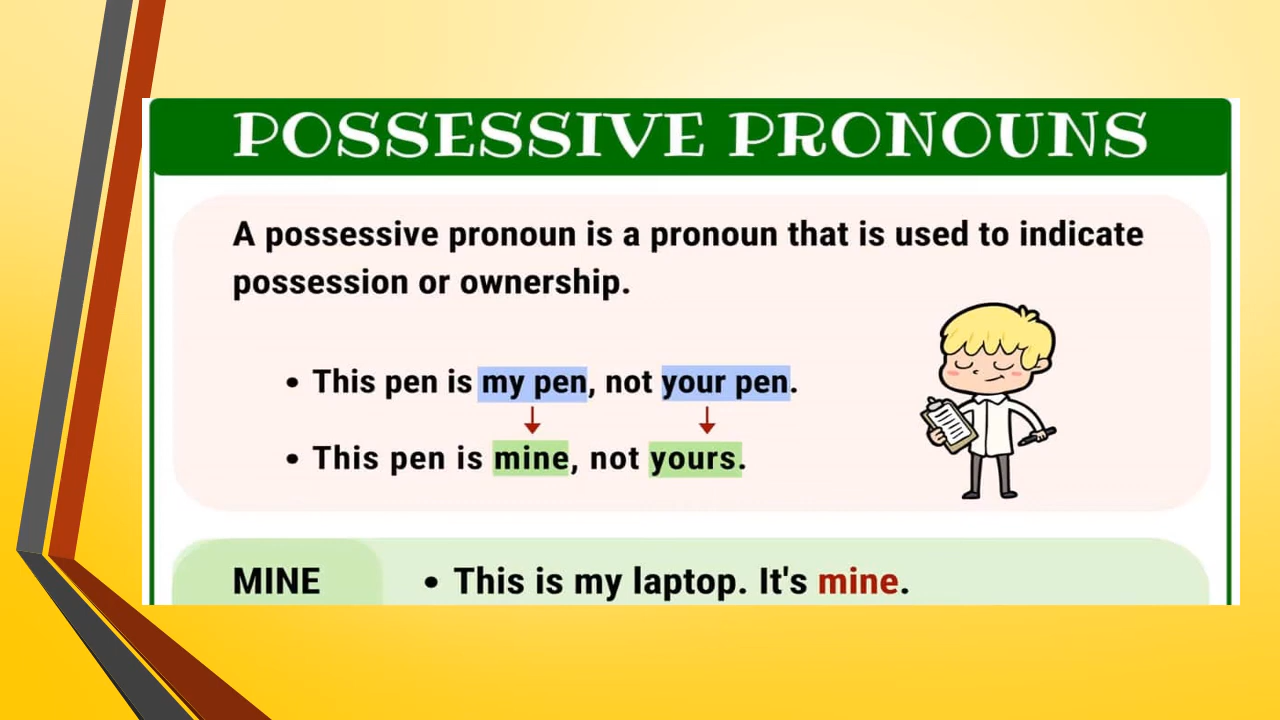 POSSESSIVE PRONOUNS
A possessive pronoun is a pronoun that is used to indicate
possession or ownership.
• This pen is my pen, not your pen.
• This pen is mine, not yours.
MINE • This is my laptop. It's mine.